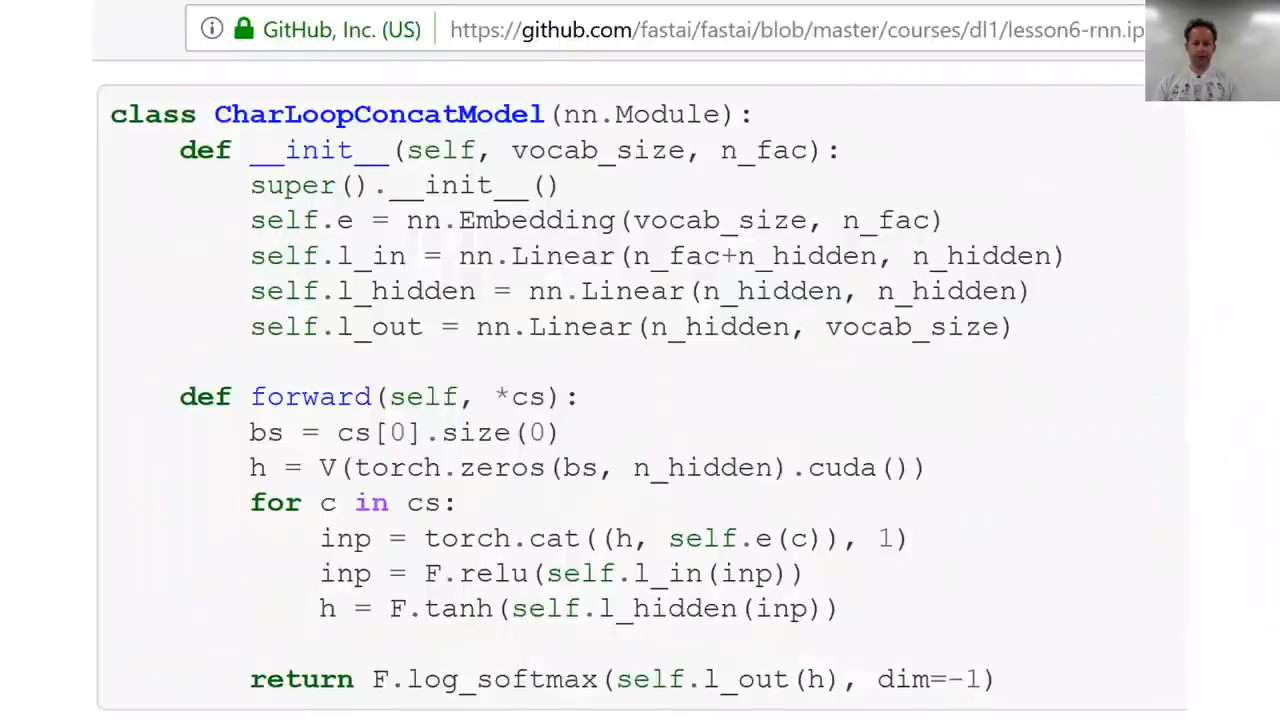 GitHub, Inc. (US) https://github.com/fastai/fastai/blob/master/courses/dl1/lesson6-rnn.ip
class CharLoopConcatModel(nn.Module):
    def __init__(self, vocab_size, n_fac):
        super().__init__()
        self.e = nn.Embedding(vocab_size, n_fac)
        self.l_in = nn.Linear(n_fac+n_hidden, n_hidden)
        self.l_hidden = nn.Linear(n_hidden, n_hidden)
        self.l_out = nn.Linear(n_hidden, vocab_size)
    def forward(self, *cs):
        bs = cs[0].size(0)
        h = V(torch.zeros(bs, n_hidden).cuda())
        for c in cs:
            inp = torch.cat((h, self.e(c)), 1)
            inp = F.relu(self.l_in(inp))
            h = F.tanh(self.l_hidden(inp))
        return F.log_softmax(self.l_out(h), dim=-1)